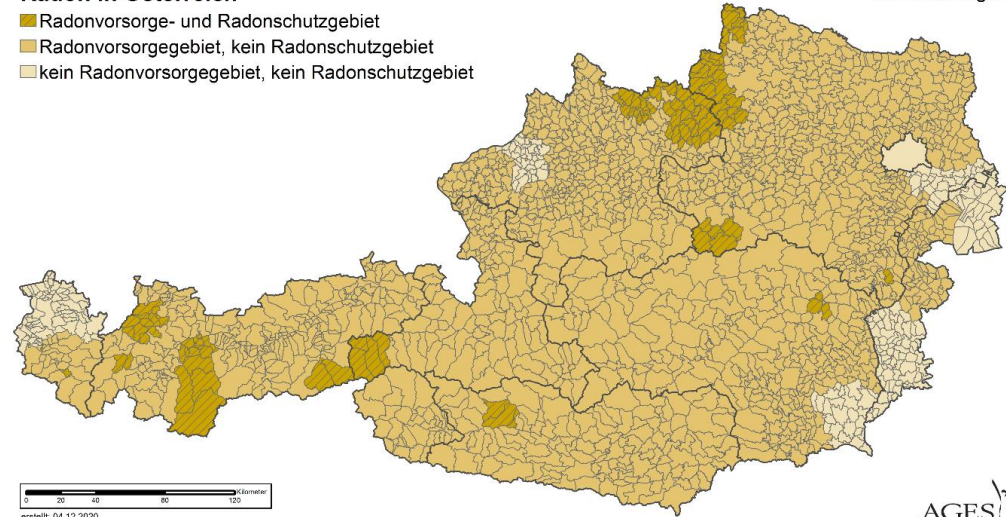 Radonvorsorge- und Radonschutzgebiet
Radonvorsorgegebiet, kein Radonschutzgebiet
kein Radonvorsorgegebiet, kein Radonschutzgebiet
Kilometer
0 20 40 80 120
erstellt: 04.12.2020
AGES